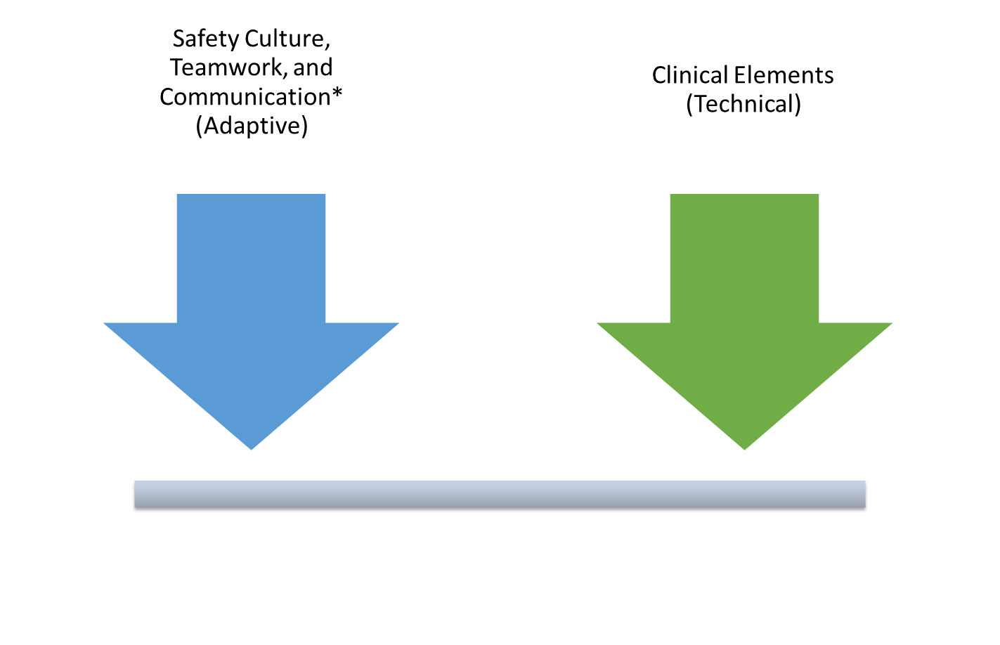 Safety Culture,
Teamwork, and
Communication*
(Adaptive)
Clinical Elements
(Technical)